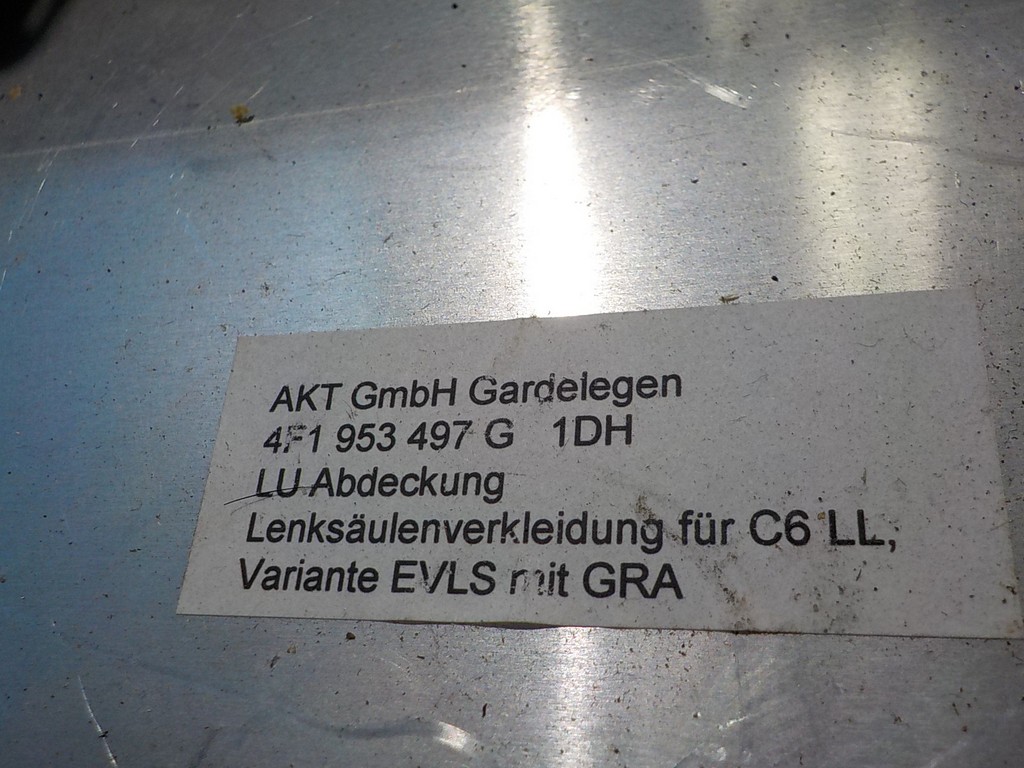 AKT GmbH Gardelegen
4F1 953 497 G 1DH
LU Abdeckung
Lenksäulenverkleidung für C6 LL,
Variante EVLS mit GRA